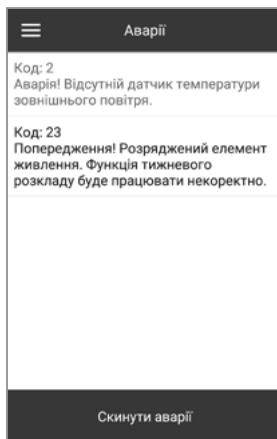 Аварії
Код: 2
Аварія! Відсутній датчик температури
зовнішнього повітря.
Код: 23
Попередження! Розряджений елемент
живлення. Функція тижневого
розкладу буде працювати некоректно.
Скинути аварії